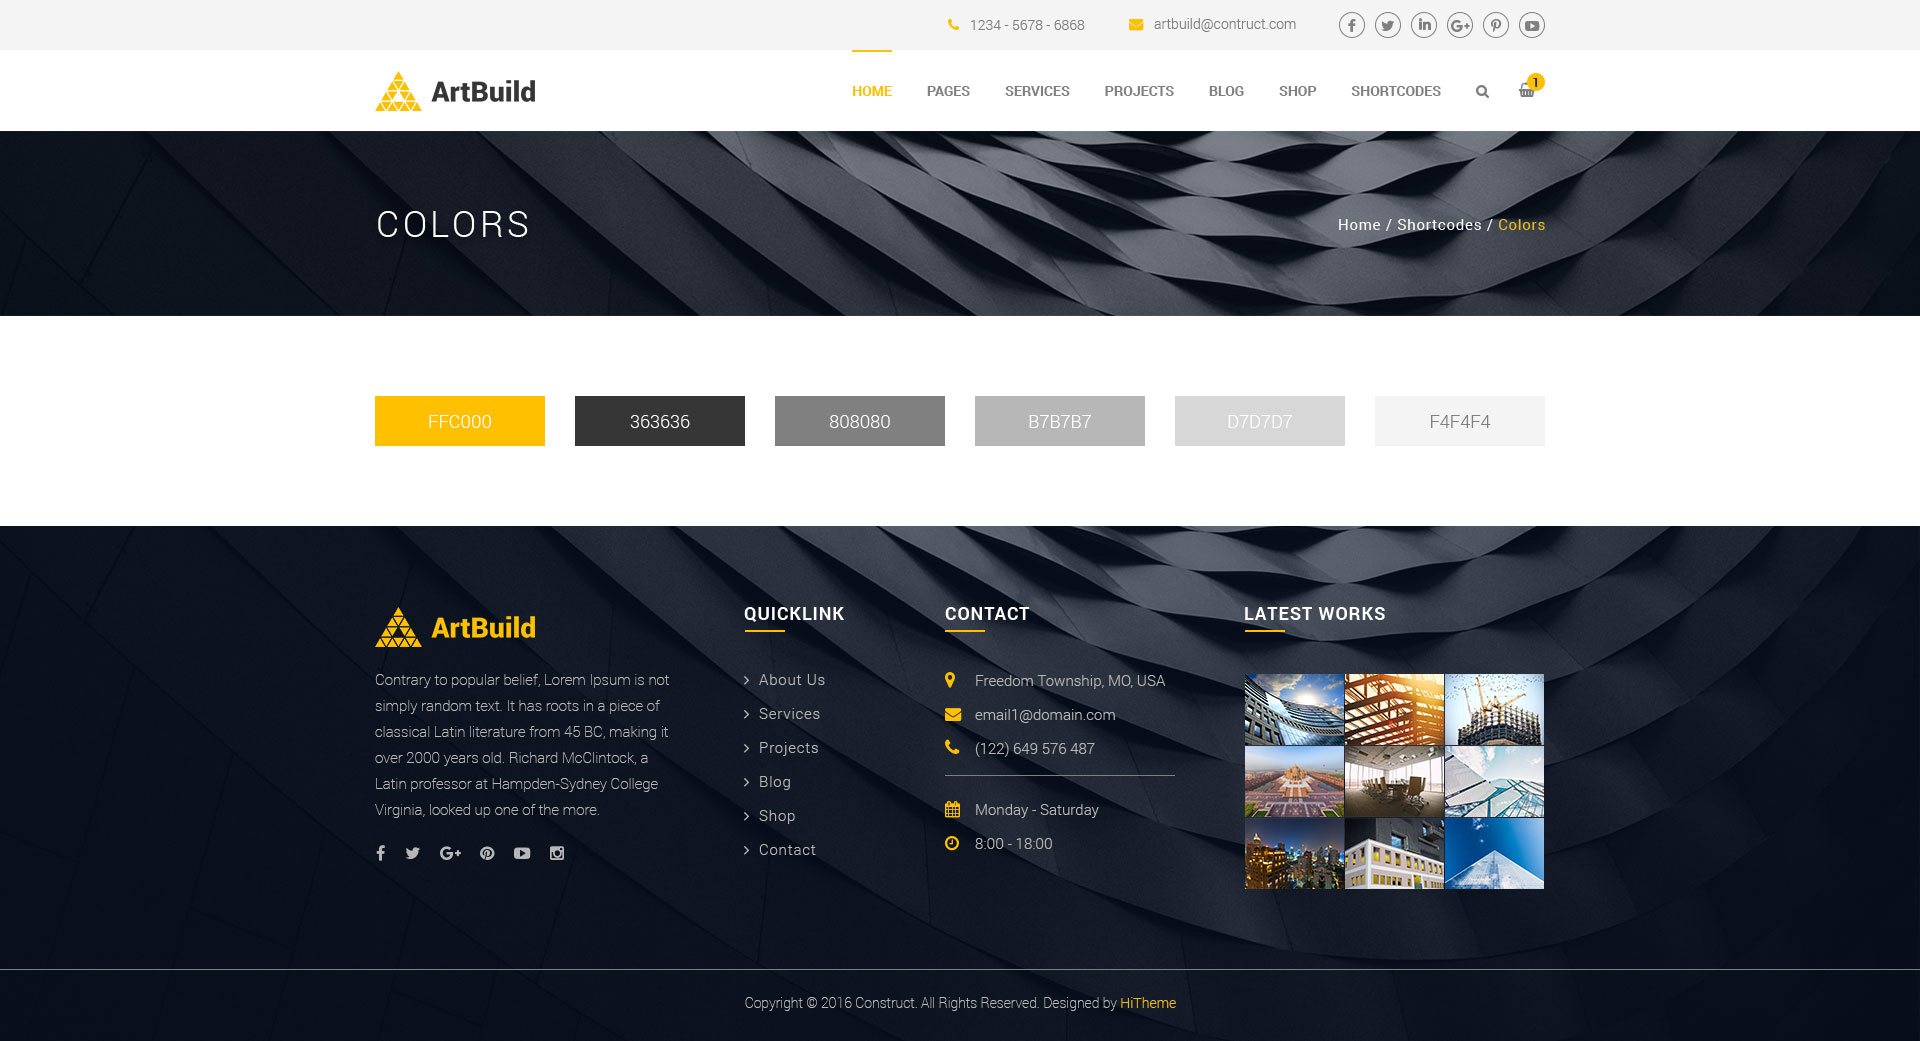 1234 - 5678 - 6868
artbuild@contruct.com
ArtBuild
HOME PAGES SERVICES PROJECTS BLOG SHOP SHORTCODES 1
COLORS
Home / Shortcodes / Colors
FFC000 363636 808080 B7B7B7 D7D7D7 F4F4F4
ArtBuild
Contrary to popular belief, Lorem Ipsum is not
simply random text. It has roots in a piece of
classical Latin literature from 45 BC, making it
over 2000 years old. Richard McClintock, a
Latin professor at Hampden-Sydney College
Virginia, looked up one of the more.
QUICKLINK
About Us
Services
Projects
Blog
Shop
Contact
CONTACT
Freedom Township, MO, USA
email1@domain.com
(122) 649 576 487
Monday - Saturday
8:00 - 18:00
LATEST WORKS
Copyright © 2016 Construct. All Rights Reserved. Designed by HiTheme